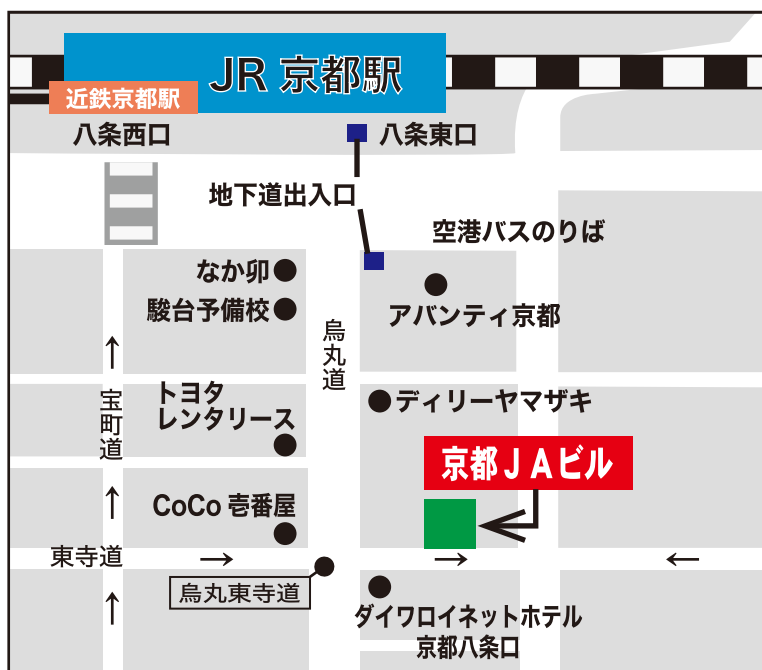 JR 京都駅
近鉄京都駅
八条西口
八条東口
地下道出入口
空港バスのりば
なか卯
駿台予備校
アバンティ京都
烏丸道
トヨタ
レンタリース
ディリーヤマザキ
宝町道
京都JAビル
CoCo 壱番屋
東寺道
烏丸東寺道
ダイワロイネットホテル
京都八条口